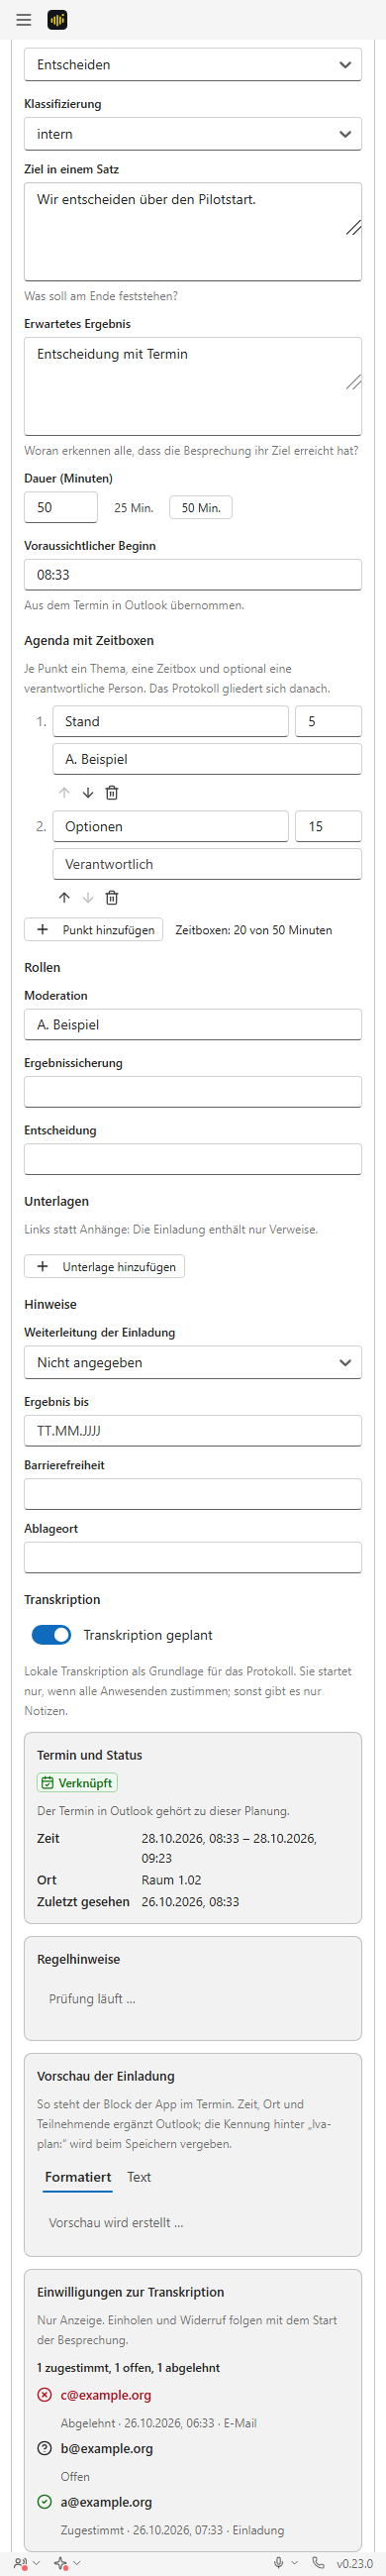 Entscheiden
Klassifizierung
intern
Ziel in einem Satz
Wir entscheiden über den Pilotstart.
Was soll am Ende feststehen?
Erwartetes Ergebnis
Entscheidung mit Termin
Woran erkennen alle, dass die Besprechung ihr Ziel erreicht hat?
Dauer (Minuten)
50 25 Min. 50 Min.
Voraussichtlicher Beginn
08:33
Aus dem Termin in Outlook übernommen.
Agenda mit Zeitboxen
Je Punkt ein Thema, eine Zeitbox und optional eine
verantwortliche Person. Das Protokoll gliedert sich danach.
1. Stand 5
A. Beispiel
2. Optionen 15
Verantwortlich
Punkt hinzufügen Zeitboxen: 20 von 50 Minuten
Rollen
Moderation
A. Beispiel
Ergebnissicherung
Entscheidung
Unterlagen
Links statt Anhänge: Die Einladung enthält nur Verweise.
Unterlage hinzufügen
Hinweise
Weiterleitung der Einladung
Nicht angegeben
Ergebnis bis
TT.MM.JJJJ
Barrierefreiheit
Ablageort
Transkription
Transkription geplant
Lokale Transkription als Grundlage für das Protokoll. Sie startet
nur, wenn alle Anwesenden zustimmen; sonst gibt es nur
Notizen.
Termin und Status
Verknüpft
Der Termin in Outlook gehört zu dieser Planung.
Zeit 28.10.2026, 08:33 – 28.10.2026,
09:23
Ort Raum 1.02
Zuletzt gesehen 26.10.2026, 08:33
Regelhinweise
Prüfung läuft …
Vorschau der Einladung
So steht der Block der App im Termin. Zeit, Ort und
Teilnehmende ergänzt Outlook; die Kennung hinter „lva-
plan:“ wird beim Speichern vergeben.
Formatiert Text
Vorschau wird erstellt …
Einwilligungen zur Transkription
Nur Anzeige. Einholen und Widerruf folgen mit dem Start
der Besprechung.
1 zugestimmt, 1 offen, 1 abgelehnt
c@example.org
Abgelehnt · 26.10.2026, 06:33 · E-Mail
b@example.org
Offen
a@example.org
Zugestimmt · 26.10.2026, 07:33 · Einladung
v0.23.0